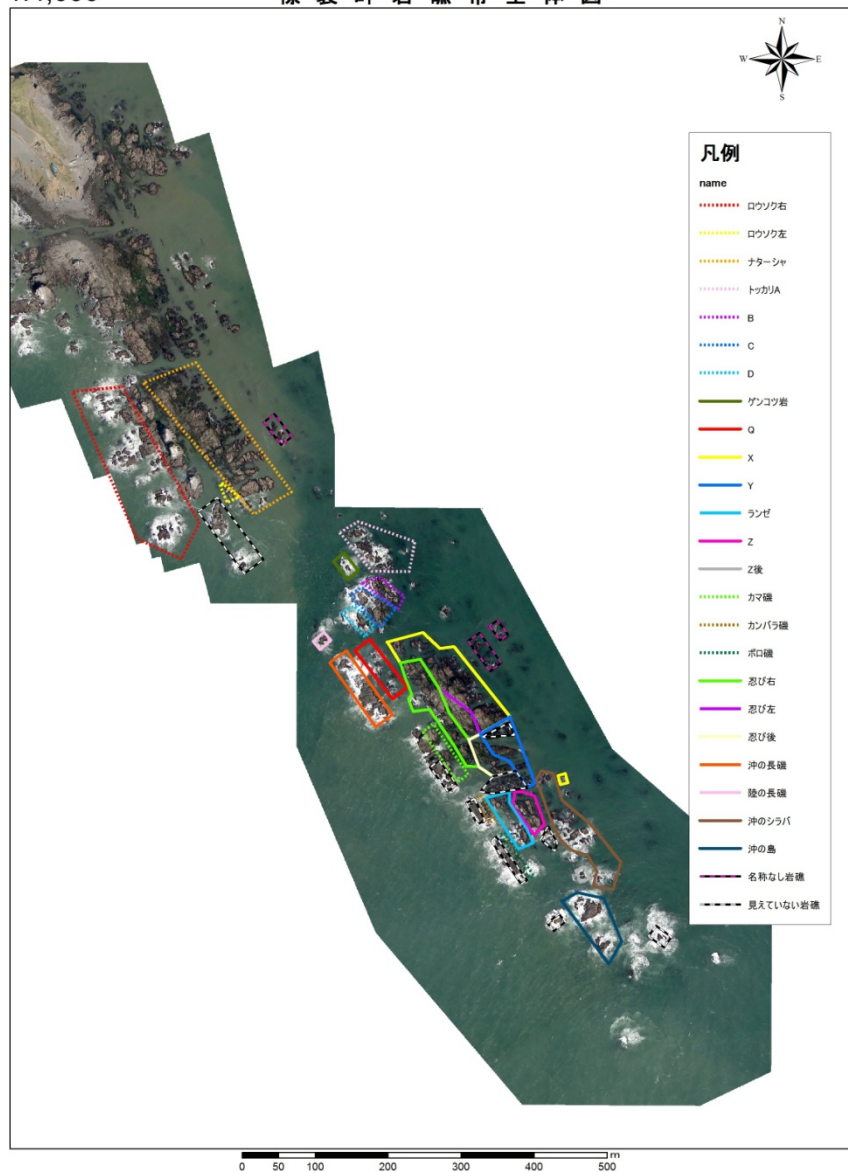 N
W
E
S
凡例
name
ロウソク右
ロウソク左
ナターシャ
トッカリA
B
C
D
ゲンコツ岩
Q
X
Y
ランゼ
Z
Z後
カマ磯
カンバラ磯
ポロ磯
忍び右
忍び左
忍び後
沖の長磯
陸の長磯
沖のシラバ
沖の島
名称なし岩礁
見えていない岩礁
0 50 100 200 300 400 500 m